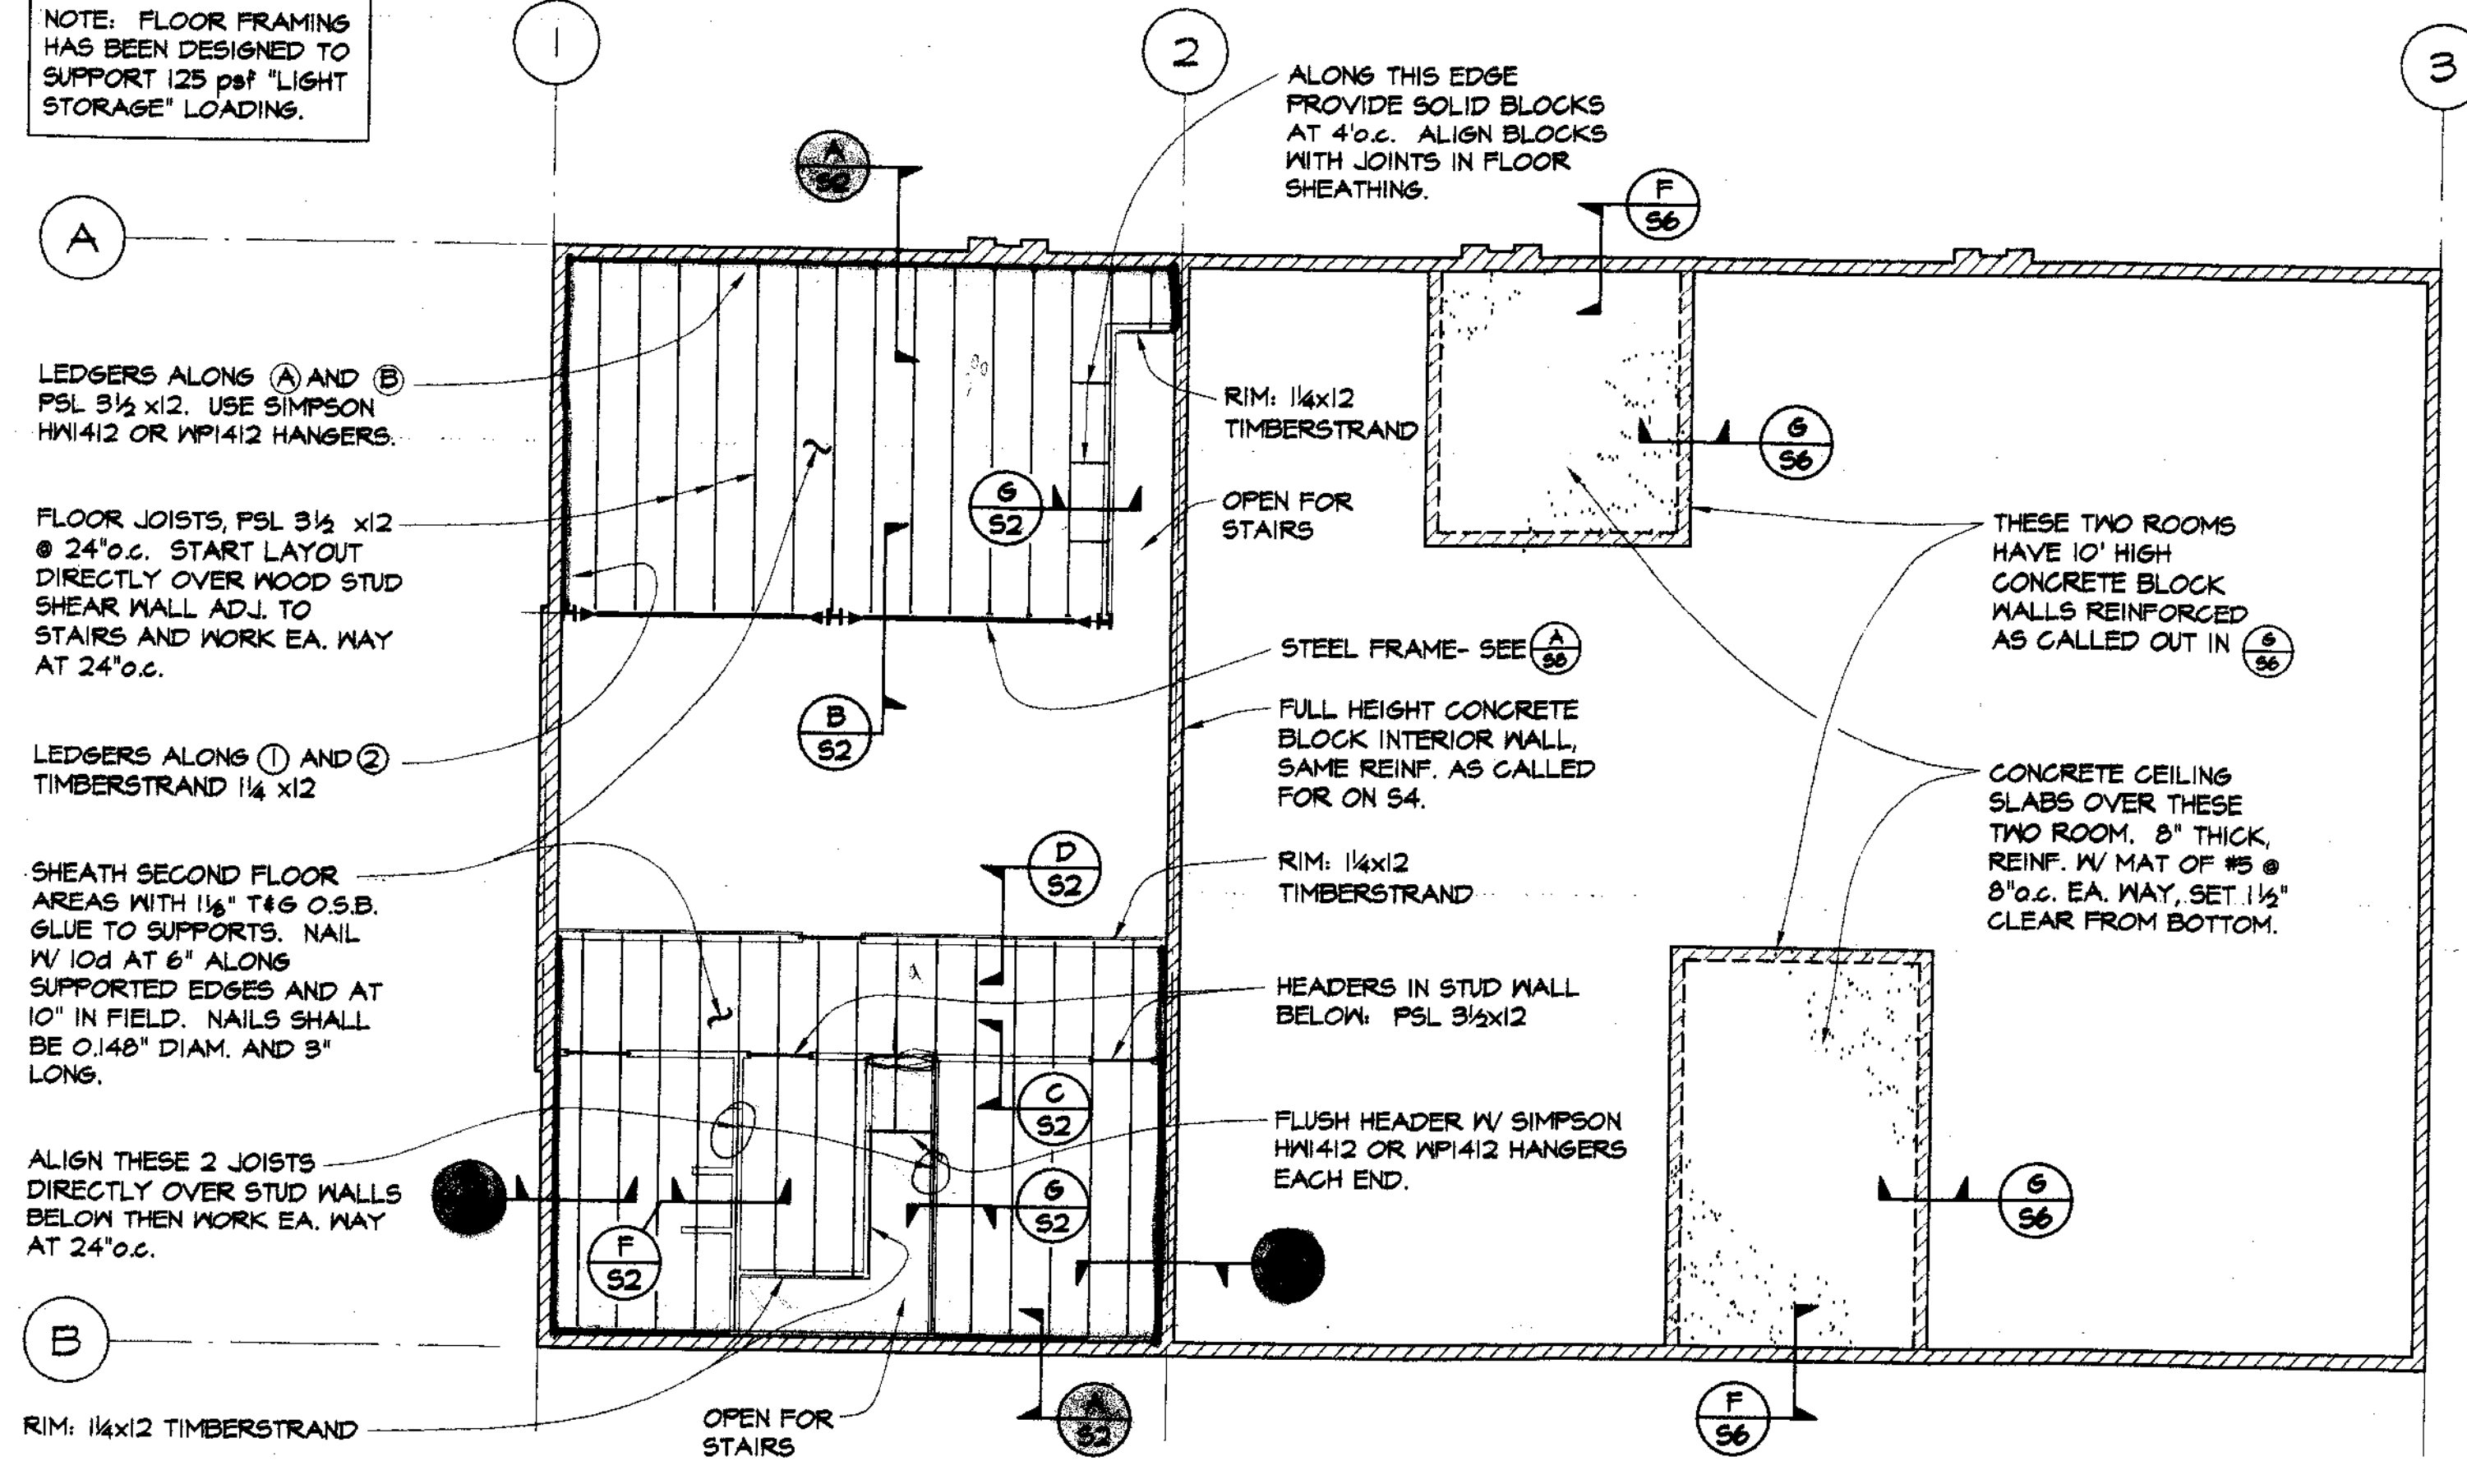 NOTE: FLOOR FRAMING
HAS BEEN DESIGNED TO
SUPPORT 125 psf "LIGHT
STORAGE" LOADING.
1
2
3
ALONG THIS EDGE
PROVIDE SOLID BLOCKS
AT 4'o.c. ALIGN BLOCKS
WITH JOINTS IN FLOOR
SHEATHING.
A
S2
F
S6
A
LEDGERS ALONG A AND B
PSL 3½ x12. USE SIMPSON
HW1412 OR WP1412 HANGERS.
RIM: 1¼x12
TIMBERSTRAND
G
S6
FLOOR JOISTS, PSL 3½ x12
@ 24"o.c. START LAYOUT
DIRECTLY OVER WOOD STUD
SHEAR WALL ADJ. TO
STAIRS AND WORK EA. WAY
AT 24"o.c.
G
S2
OPEN FOR
STAIRS
THESE TWO ROOMS
HAVE 10' HIGH
CONCRETE BLOCK
WALLS REINFORCED
AS CALLED OUT IN G
S6
STEEL FRAME- SEE A
S8
LEDGERS ALONG 1 AND 2
TIMBERSTRAND 1¼ x12
B
S2
FULL HEIGHT CONCRETE
BLOCK INTERIOR WALL,
SAME REINF. AS CALLED
FOR ON S4.
CONCRETE CEILING
SLABS OVER THESE
TWO ROOM. 8" THICK,
REINF. W/ MAT OF #5 @
8"o.c. EA. WAY, SET 1½"
CLEAR FROM BOTTOM.
SHEATH SECOND FLOOR
AREAS WITH 1⅛" T&G O.S.B.
GLUE TO SUPPORTS. NAIL
W/ 10d AT 6" ALONG
SUPPORTED EDGES AND AT
10" IN FIELD. NAILS SHALL
BE 0.148" DIAM. AND 3"
LONG.
D
S2
RIM: 1¼x12
TIMBERSTRAND
HEADERS IN STUD WALL
BELOW: PSL 3½x12
C
S2
FLUSH HEADER W/ SIMPSON
HW1412 OR WP1412 HANGERS
EACH END.
ALIGN THESE 2 JOISTS
DIRECTLY OVER STUD WALLS
BELOW THEN WORK EA. WAY
AT 24"o.c.
F
S2
G
S2
G
S6
B
RIM: 1¼x12 TIMBERSTRAND
OPEN FOR
STAIRS
A
S2
F
S6